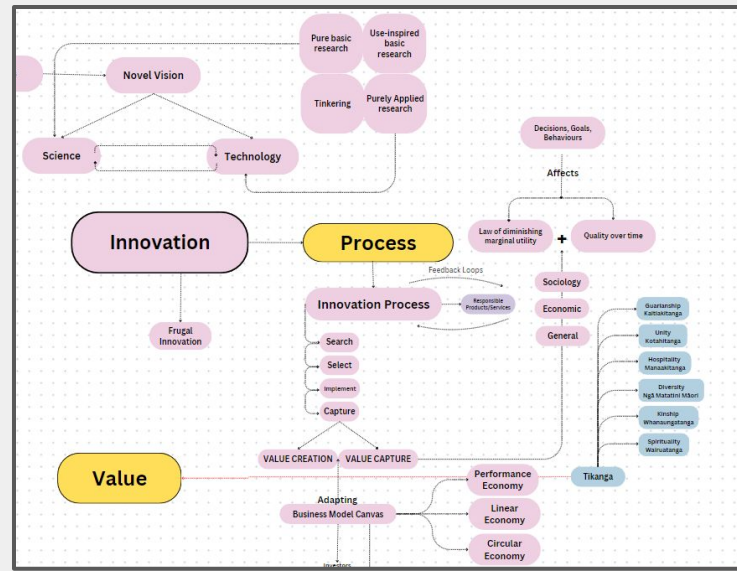 Pure basic
research
Use-inspired
basic
research
Novel Vision
Tinkering
Purely Applied
research
Science
Technology
Decisions, Goals,
Behaviours
Affects
Law of diminishing
marginal utility
+
Quality over time
Innovation
Process
Feedback Loops
Sociology
Innovation Process
Responsible
Products/Services
Economic
General
Frugal
Innovation
Search
Select
Implement
Capture
Guarianship
Kaitiakitanga
Unity
Kotahitanga
Hospitality
Manaakitanga
Diversity
Ngā Matatini Māori
Kinship
Whanaungatanga
Spirituality
Wairuatanga
VALUE CREATION
VALUE CAPTURE
Value
Tikanga
Adapting
Business Model Canvas
Performance
Economy
Linear
Economy
Circular
Economy
Investors